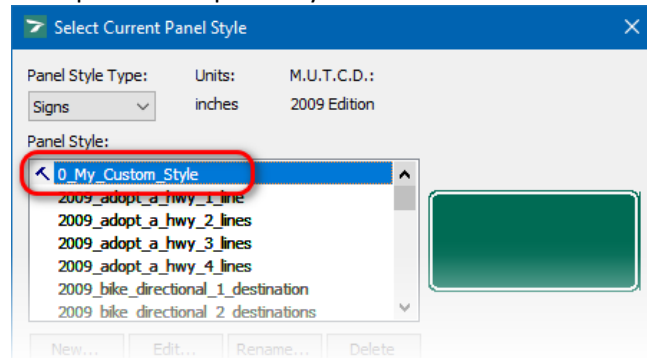 Select Current Panel Style
Panel Style Type: Units: M.U.T.C.D.:
Signs inches 2009 Edition
Panel Style:
0_My_Custom_Style
2009_adopt_a_hwy_1_line
2009_adopt_a_hwy_2_lines
2009_adopt_a_hwy_3_lines
2009_adopt_a_hwy_4_lines
2009_bike_directional_1_destination
2009_bike_directional_2_destinations
New... Edit... Rename... Delete